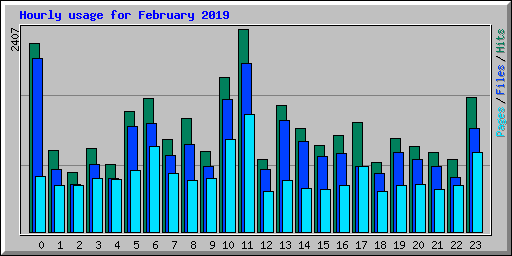 Hourly usage for February 2019
2407
Pages/Files/Hits
0 1 2 3 4 5 6 7 8 9 10 11 12 13 14 15 16 17 18 19 20 21 22 23